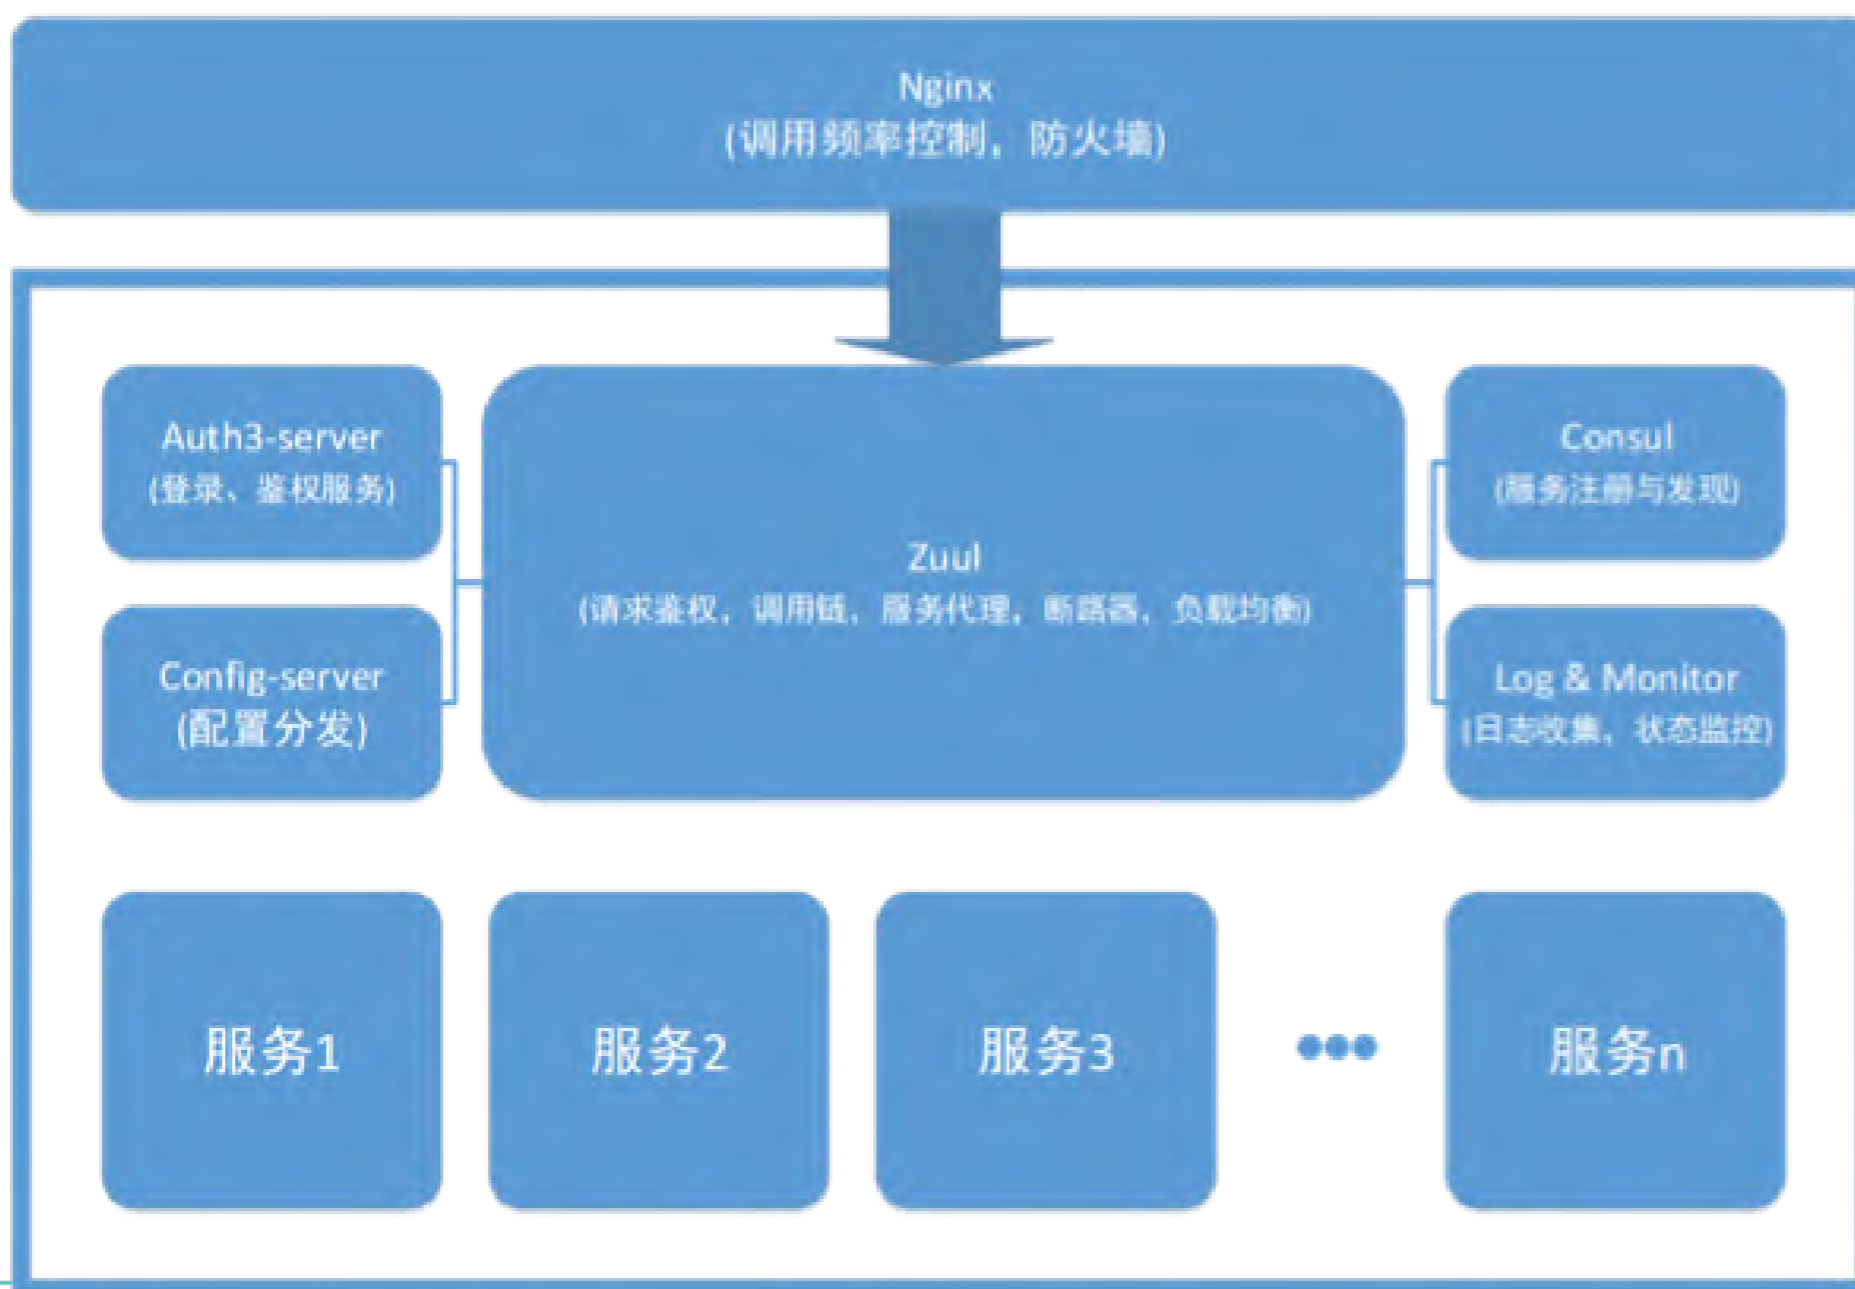 Nginx
(调用频率控制，防火墙)
Auth3-server
(登录、鉴权服务)
Config-server
(配置分发)
Zuul
(请求鉴权，调用链，服务代理，断路器，负载均衡)
Consul
(服务注册与发现)
Log & Monitor
(日志收集，状态监控)
服务1
服务2
服务3
服务n